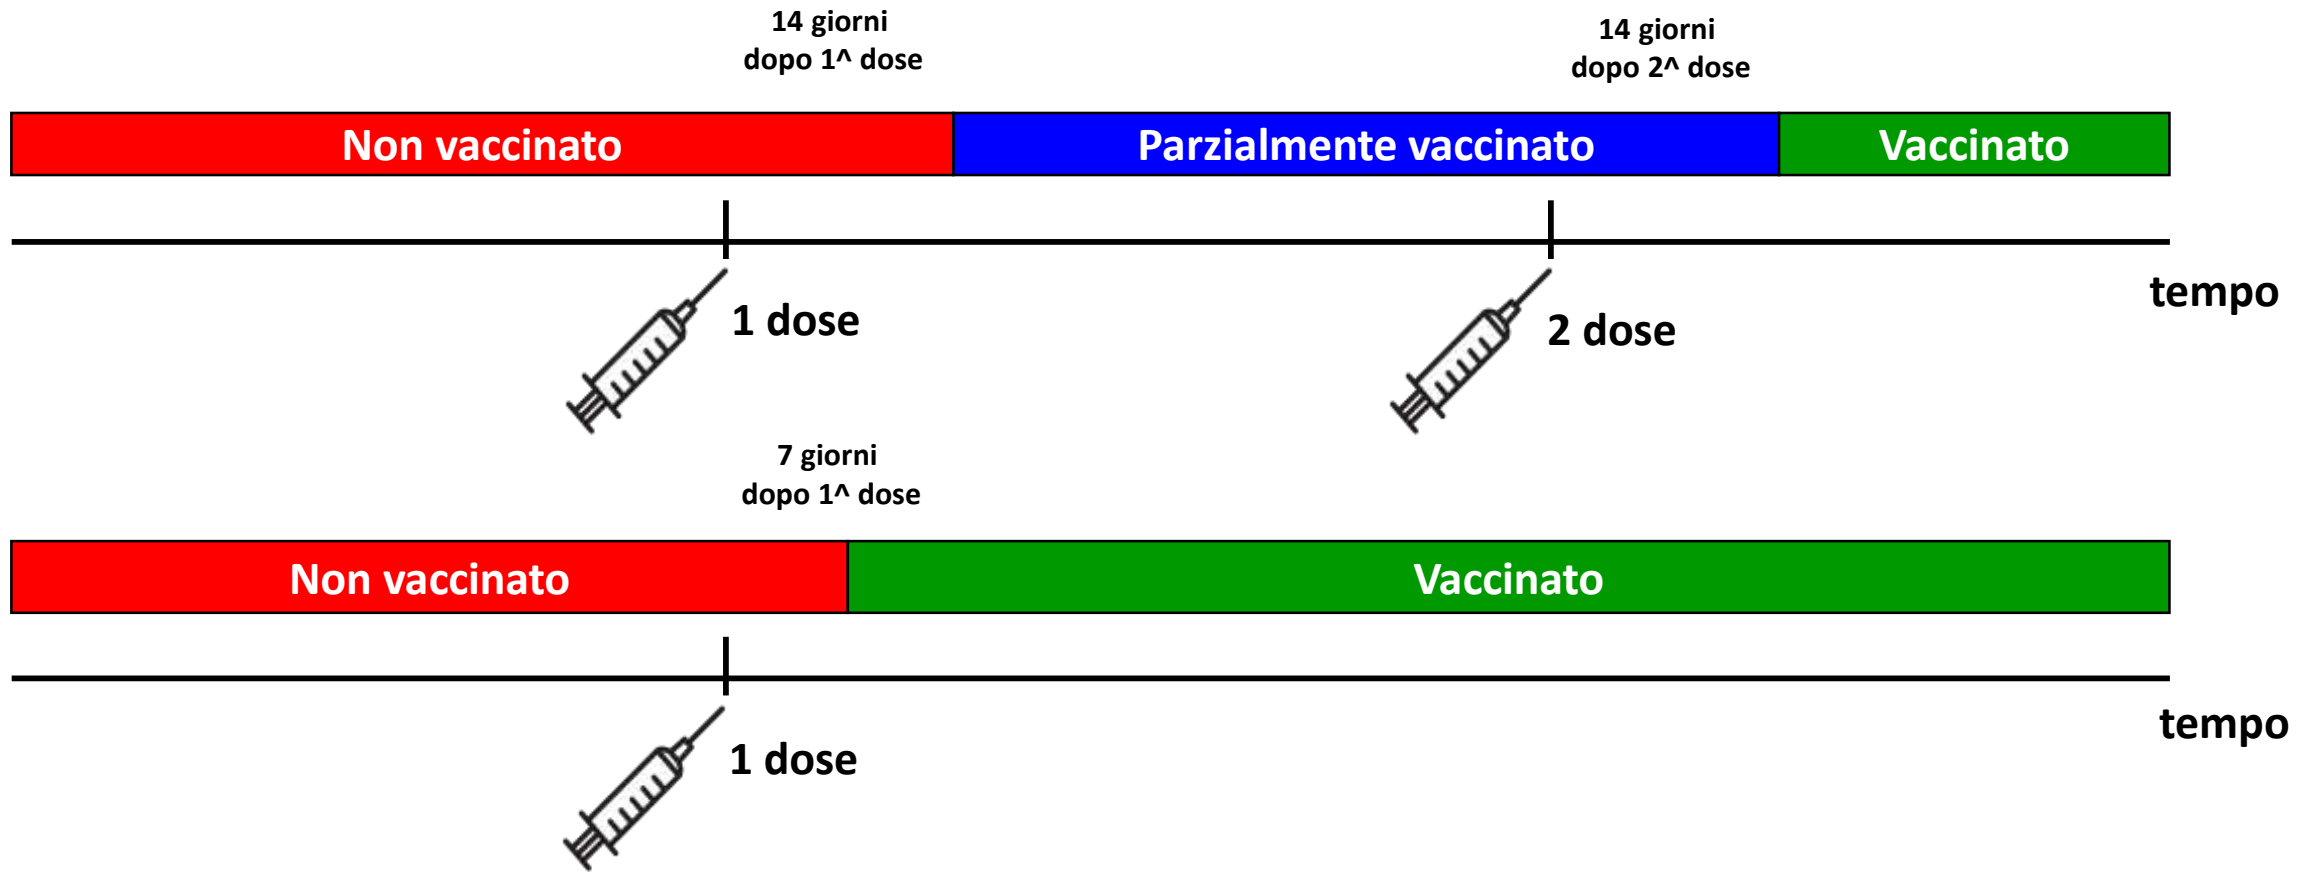 14 giorni
dopo 1^ dose
14 giorni
dopo 2^ dose
Non vaccinato
Parzialmente vaccinato
Vaccinato
tempo
1 dose
2 dose
7 giorni
dopo 1^ dose
Non vaccinato
Vaccinato
tempo
1 dose